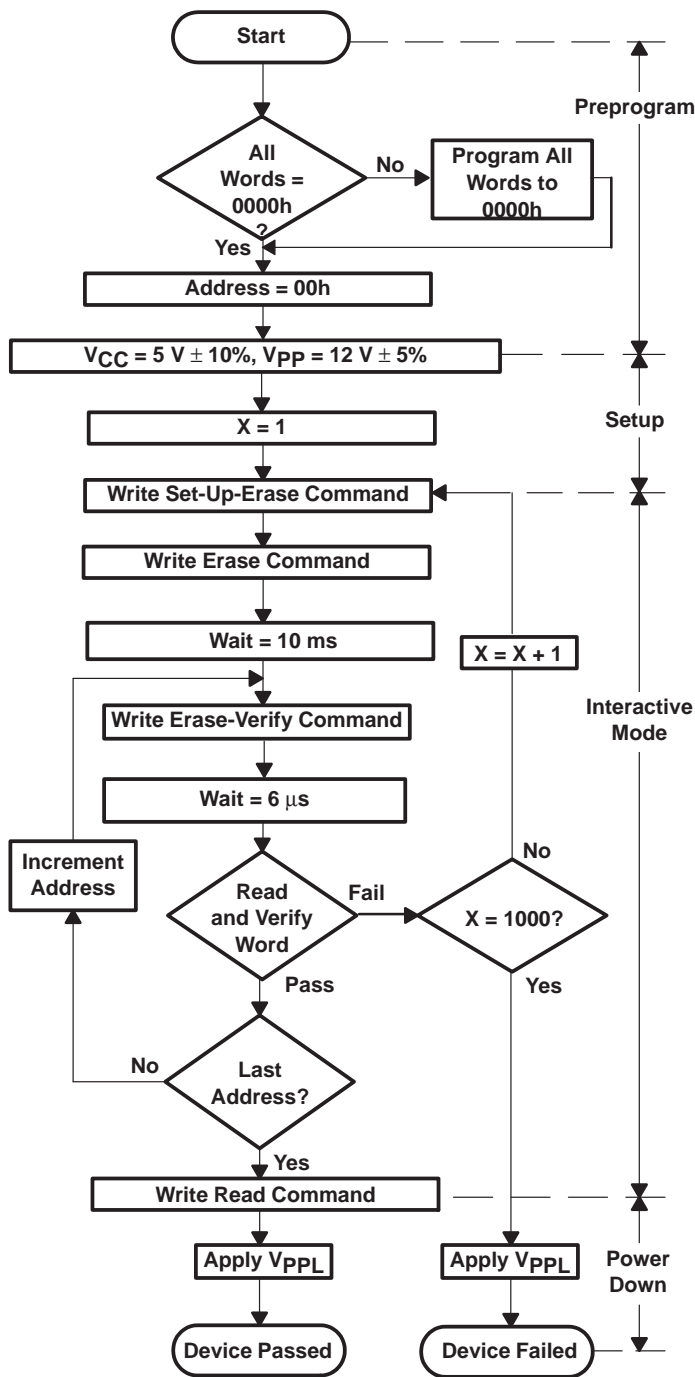 Start
Preprogram
All
Words =
0000h
?
No
Program All
Words to
0000h
Yes
Address = 00h
VCC = 5 V ± 10%, VPP = 12 V ± 5%
X = 1
Setup
Write Set-Up-Erase Command
Write Erase Command
Wait = 10 ms
X = X + 1
Interactive
Mode
Write Erase-Verify Command
Wait = 6 μs
Increment
Address
Read
and Verify
Word
Fail
No
X = 1000?
Pass
Yes
No
Last
Address?
Yes
Write Read Command
Apply VPPL
Apply VPPL
Power
Down
Device Passed
Device Failed